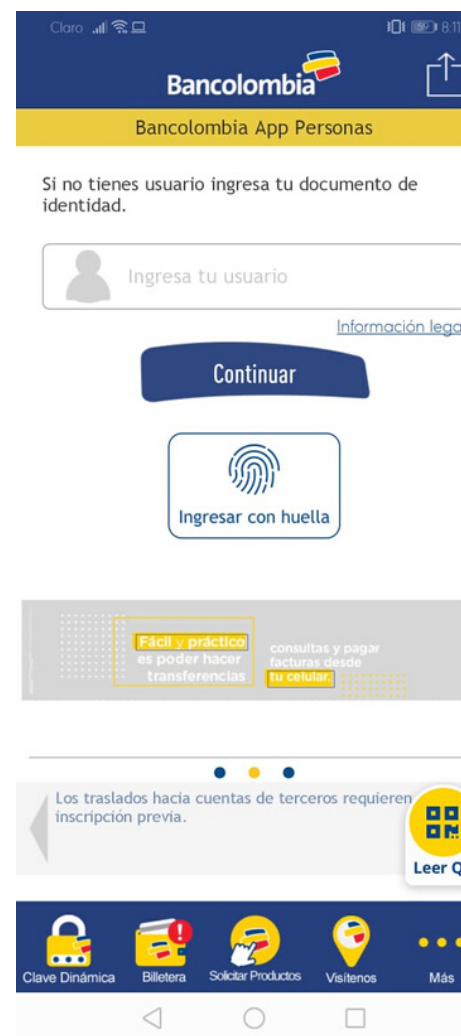 Claro 8:11
Bancolombia
Bancolombia App Personas
Si no tienes usuario ingresa tu documento de
identidad.
Ingresa tu usuario
Información lega
Continuar
Ingresar con huella
Fácil y práctico
es poder hacer
transferencias
consultas y pagar
facturas desde
tu celular.
Los traslados hacia cuentas de terceros requieren
inscripción previa.
Leer Q
Clave Dinámica Billetera Solicitar Productos Visítenos Más